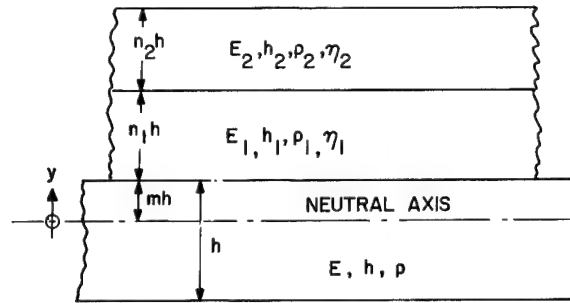 n₂h
E₂, h₂, ρ₂, η₂
n₁h
E₁, h₁, ρ₁, η₁
y
mh
NEUTRAL AXIS
h
E, h, ρ